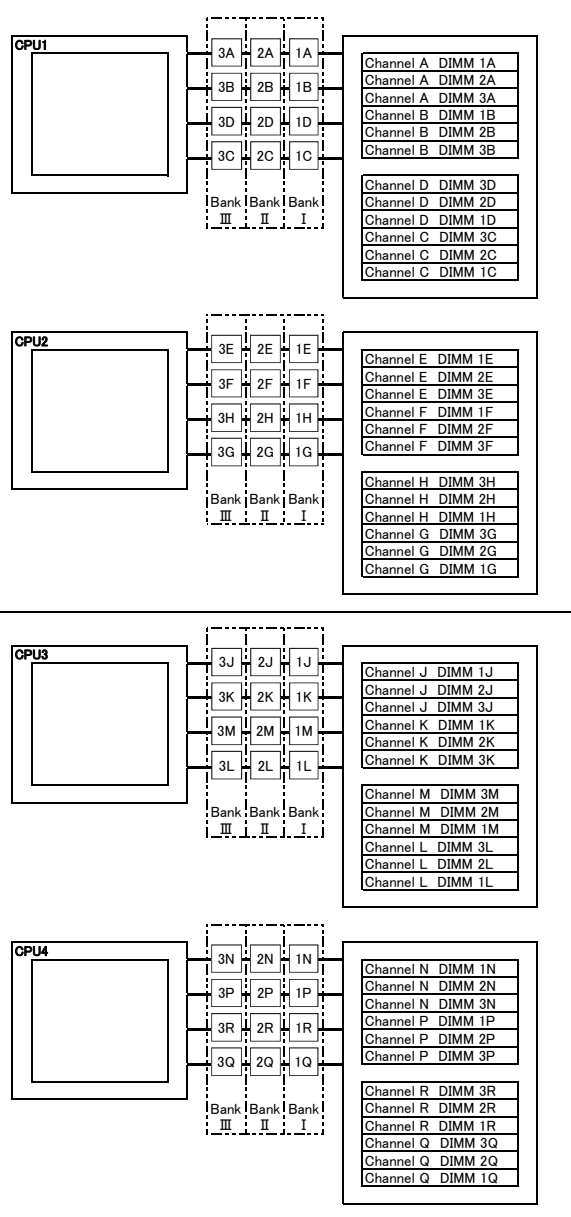 CPU1
3A 2A 1A
3B 2B 1B
3D 2D 1D
3C 2C 1C
Bank Bank Bank
Ⅲ Ⅱ Ⅰ
Channel A DIMM 1A
Channel A DIMM 2A
Channel A DIMM 3A
Channel B DIMM 1B
Channel B DIMM 2B
Channel B DIMM 3B
Channel D DIMM 3D
Channel D DIMM 2D
Channel D DIMM 1D
Channel C DIMM 3C
Channel C DIMM 2C
Channel C DIMM 1C
CPU2
3E 2E 1E
3F 2F 1F
3H 2H 1H
3G 2G 1G
Bank Bank Bank
Ⅲ Ⅱ Ⅰ
Channel E DIMM 1E
Channel E DIMM 2E
Channel E DIMM 3E
Channel F DIMM 1F
Channel F DIMM 2F
Channel F DIMM 3F
Channel H DIMM 3H
Channel H DIMM 2H
Channel H DIMM 1H
Channel G DIMM 3G
Channel G DIMM 2G
Channel G DIMM 1G
CPU3
3J 2J 1J
3K 2K 1K
3M 2M 1M
3L 2L 1L
Bank Bank Bank
Ⅲ Ⅱ Ⅰ
Channel J DIMM 1J
Channel J DIMM 2J
Channel J DIMM 3J
Channel K DIMM 1K
Channel K DIMM 2K
Channel K DIMM 3K
Channel M DIMM 3M
Channel M DIMM 2M
Channel M DIMM 1M
Channel L DIMM 3L
Channel L DIMM 2L
Channel L DIMM 1L
CPU4
3N 2N 1N
3P 2P 1P
3R 2R 1R
3Q 2Q 1Q
Bank Bank Bank
Ⅲ Ⅱ Ⅰ
Channel N DIMM 1N
Channel N DIMM 2N
Channel N DIMM 3N
Channel P DIMM 1P
Channel P DIMM 2P
Channel P DIMM 3P
Channel R DIMM 3R
Channel R DIMM 2R
Channel R DIMM 1R
Channel Q DIMM 3Q
Channel Q DIMM 2Q
Channel Q DIMM 1Q